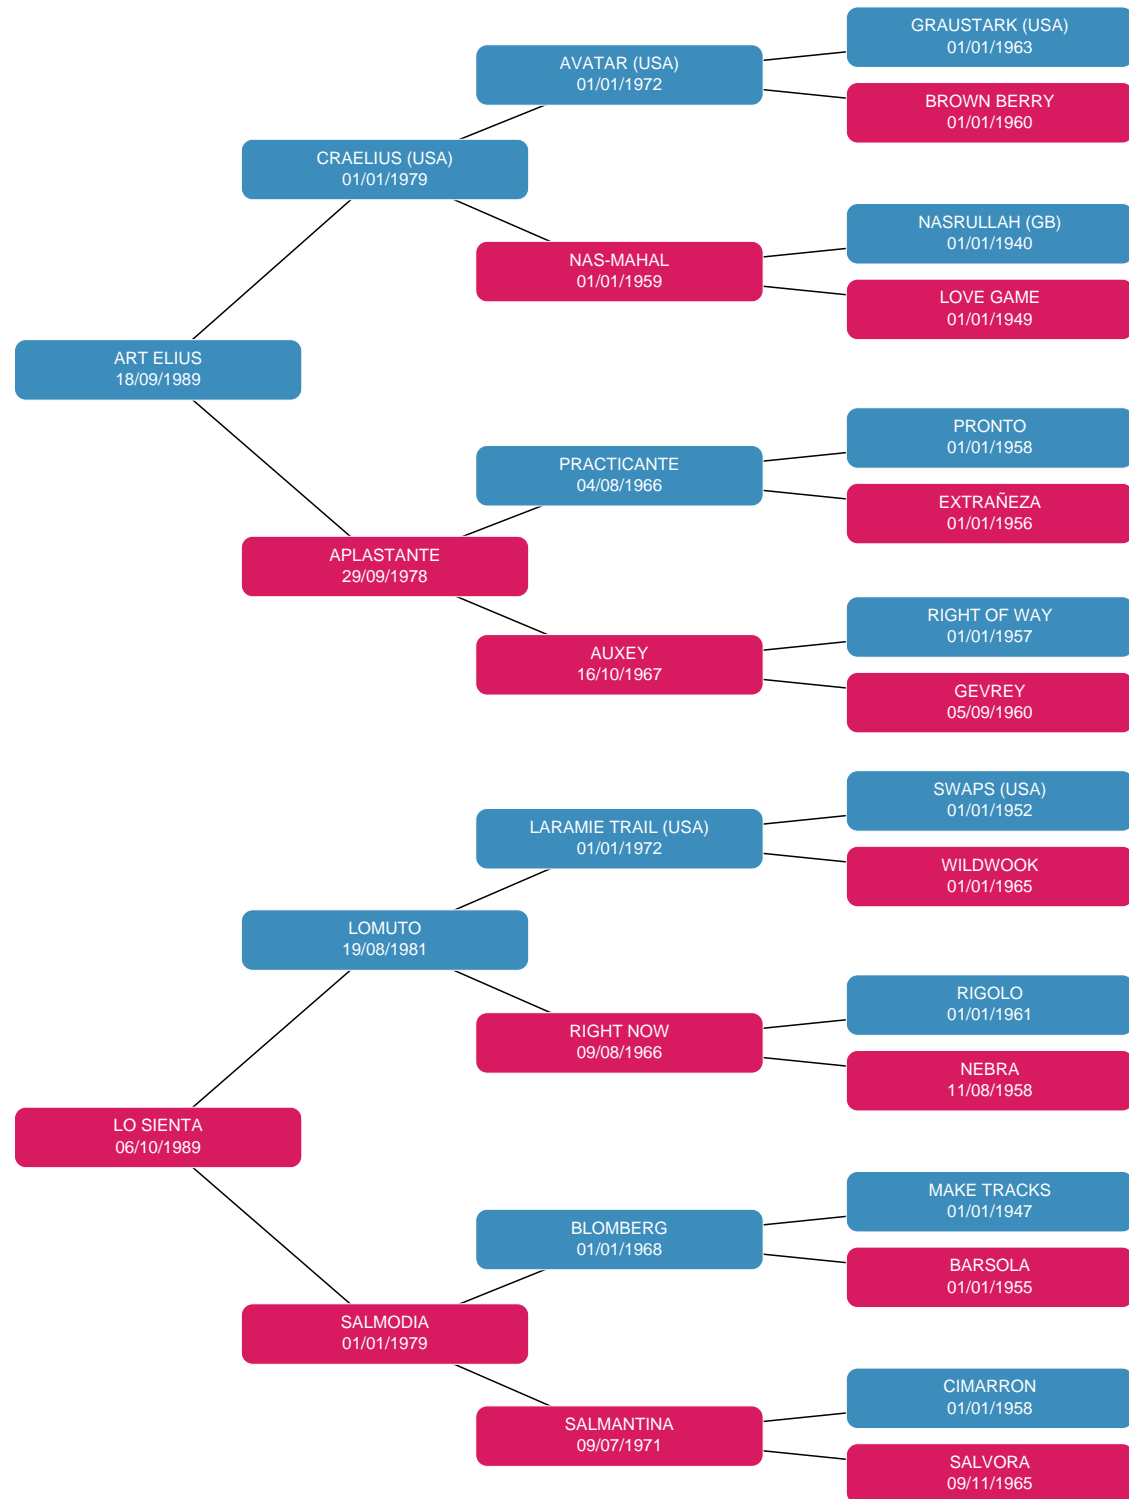 GRAUSTARK (USA)
01/01/1963
AVATAR (USA)
01/01/1972
BROWN BERRY
01/01/1960
CRAELIUS (USA)
01/01/1979
NASRULLAH (GB)
01/01/1940
NAS-MAHAL
01/01/1959
LOVE GAME
01/01/1949
ART ELIUS
18/09/1989
PRONTO
01/01/1958
PRACTICANTE
04/08/1966
EXTRAÑEZA
01/01/1956
APLASTANTE
29/09/1978
RIGHT OF WAY
01/01/1957
AUXEY
16/10/1967
GEVREY
05/09/1960
SWAPS (USA)
01/01/1952
LARAMIE TRAIL (USA)
01/01/1972
WILDWOOK
01/01/1965
LOMUTO
19/08/1981
RIGOLO
01/01/1961
RIGHT NOW
09/08/1966
NEBRA
11/08/1958
LO SIENTA
06/10/1989
MAKE TRACKS
01/01/1947
BLOMBERG
01/01/1968
BARSOLA
01/01/1955
SALMODIA
01/01/1979
CIMARRON
01/01/1958
SALMANTINA
09/07/1971
SALVORA
09/11/1965